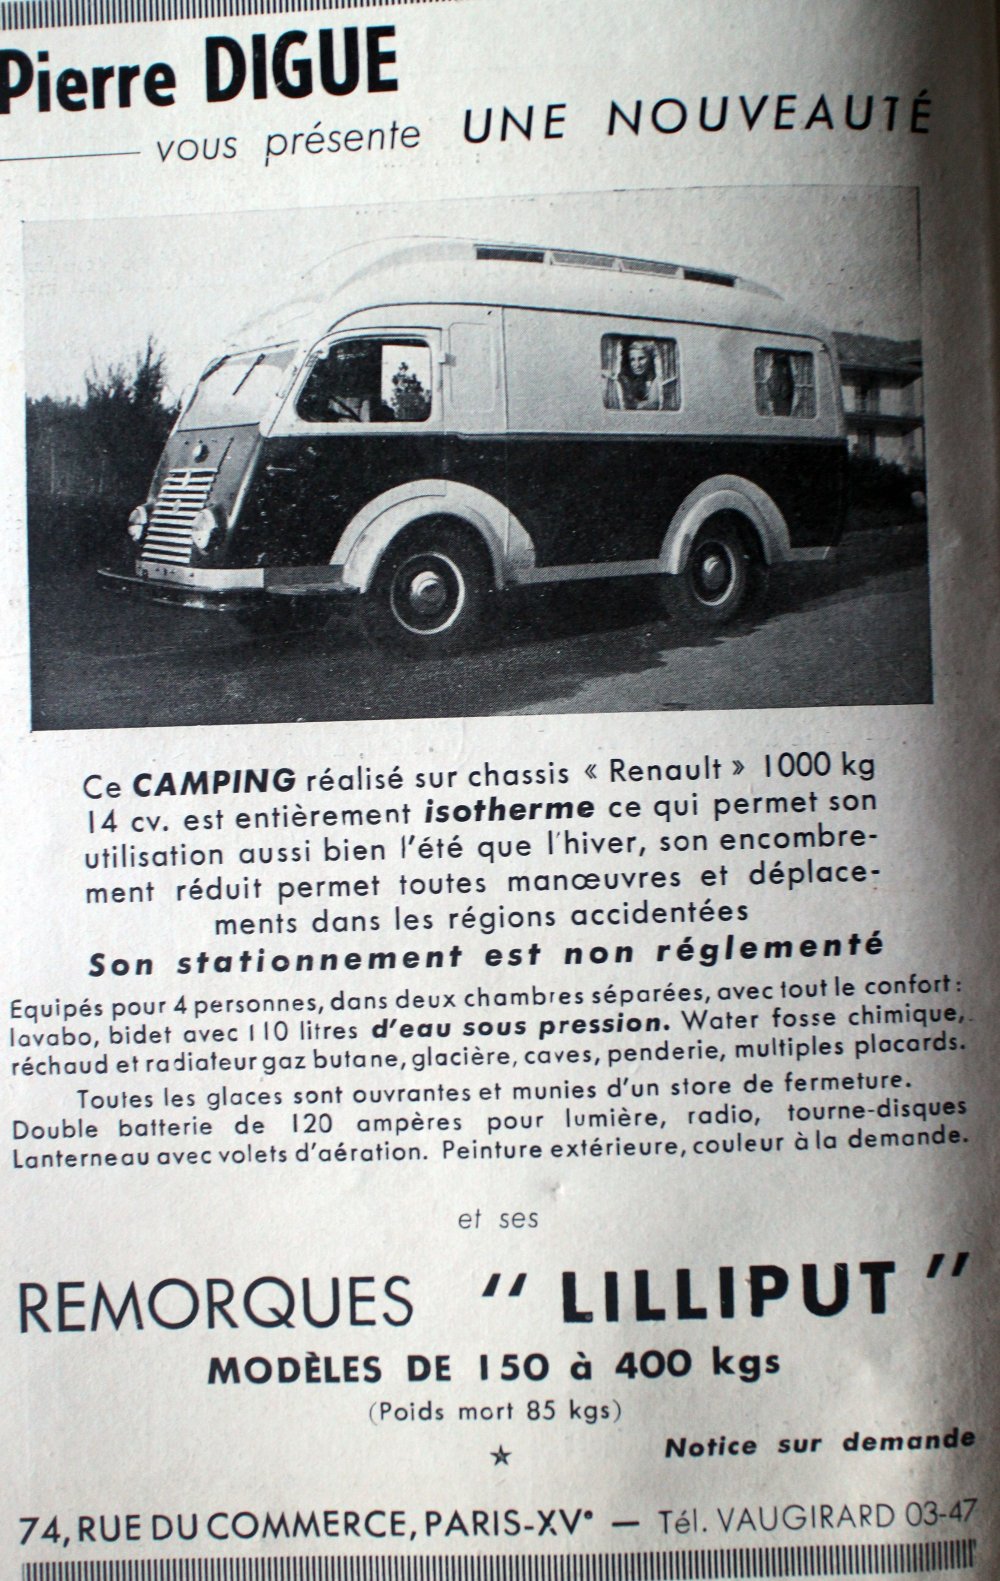 Pierre DIGUE
vous présente UNE NOUVEAUTÉ
Ce CAMPING réalisé sur chassis « Renault » 1000 kg
14 cv. est entièrement isotherme ce qui permet son
utilisation aussi bien l'été que l'hiver, son encombre-
ment réduit permet toutes manœuvres et déplace-
ments dans les régions accidentées
Son stationnement est non réglementé
Equipés pour 4 personnes, dans deux chambres séparées, avec tout le confort :
lavabo, bidet avec 110 litres d'eau sous pression. Water fosse chimique,
réchaud et radiateur gaz butane, glacière, caves, penderie, multiples placards.
Toutes les glaces sont ouvrantes et munies d'un store de fermeture.
Double batterie de 120 ampères pour lumière, radio, tourne-disques
Lanterneau avec volets d'aération. Peinture extérieure, couleur à la demande.
et ses
REMORQUES " LILLIPUT "
MODÈLES DE 150 à 400 kgs
(Poids mort 85 kgs)
Notice sur demande
74, RUE DU COMMERCE, PARIS-XV° — Tél. VAUGIRARD 03-47